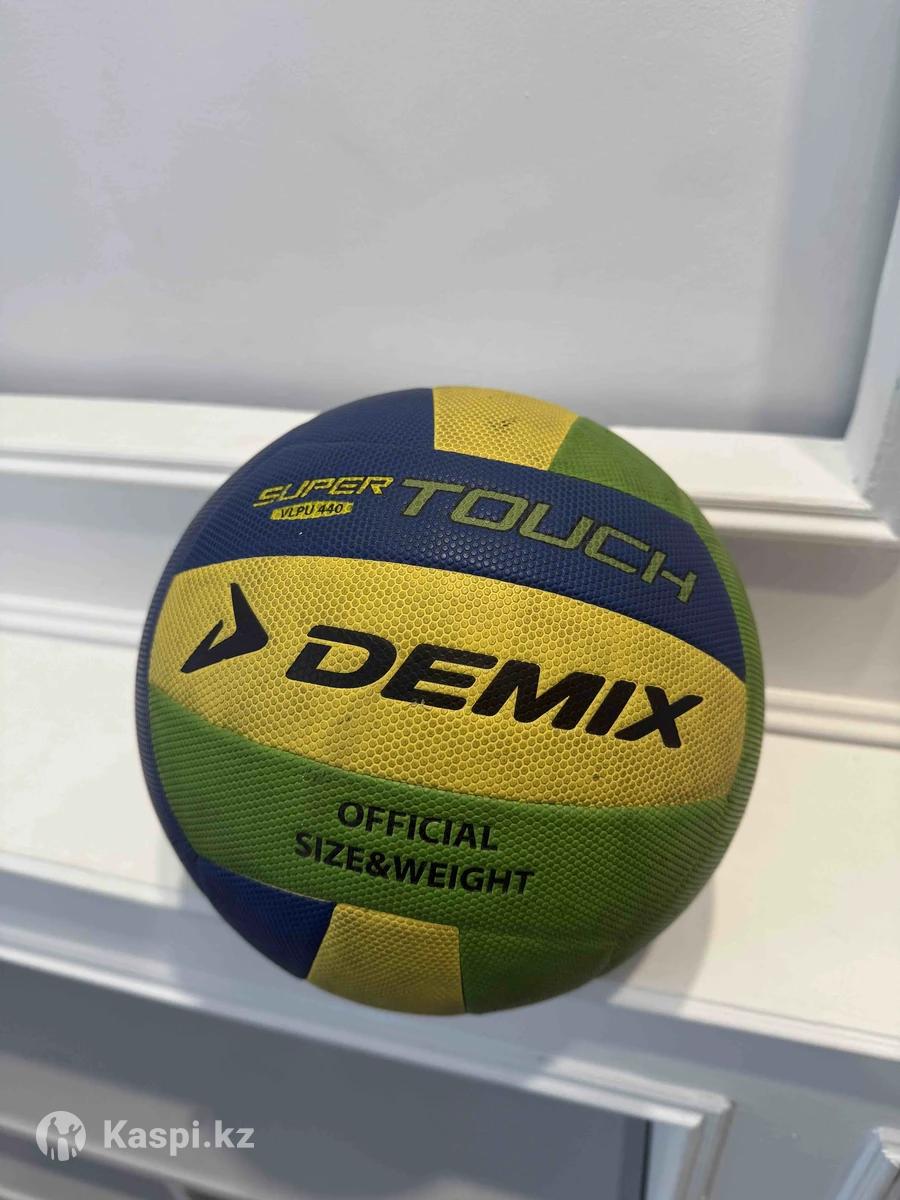 SUPER TOUCH
VLPU 440
DEMIX
OFFICIAL
SIZE&WEIGHT
Kaspi.kz